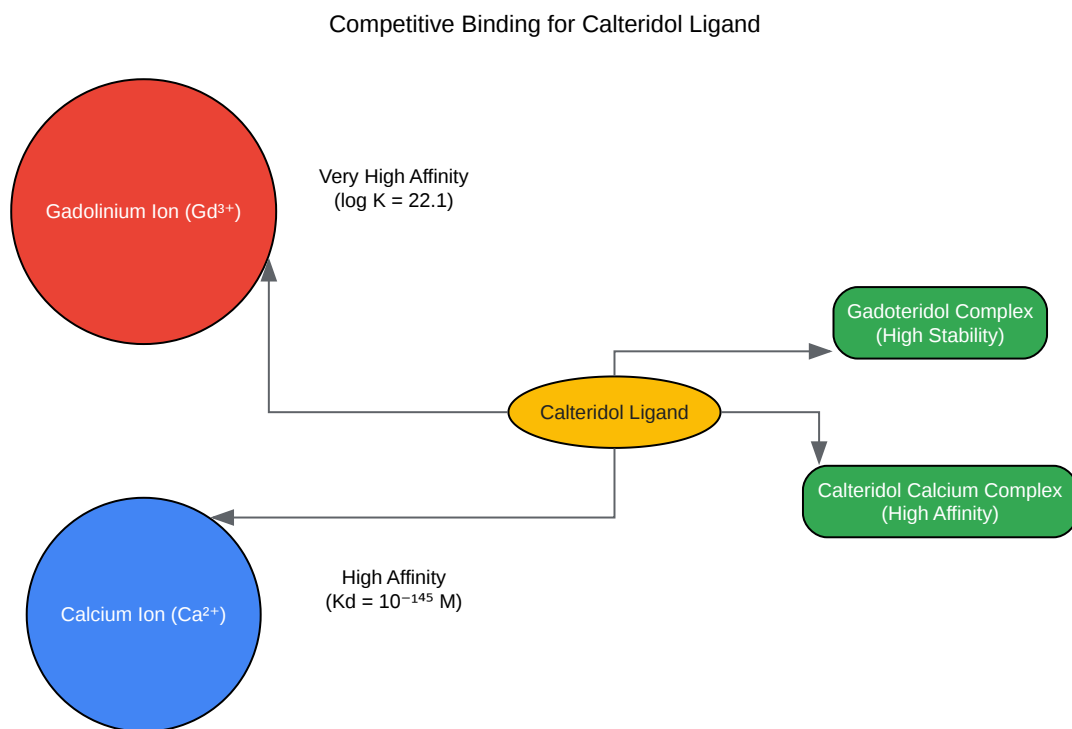 Competitive Binding for Calteridol Ligand
Gadolinium Ion (Gd³⁺)
Very High Affinity
(log K = 22.1)
Gadoteridol Complex
(High Stability)
Calteridol Ligand
Calteridol Calcium Complex
(High Affinity)
High Affinity
(Kd = 10⁻¹⁴⁵ M)
Calcium Ion (Ca²⁺)